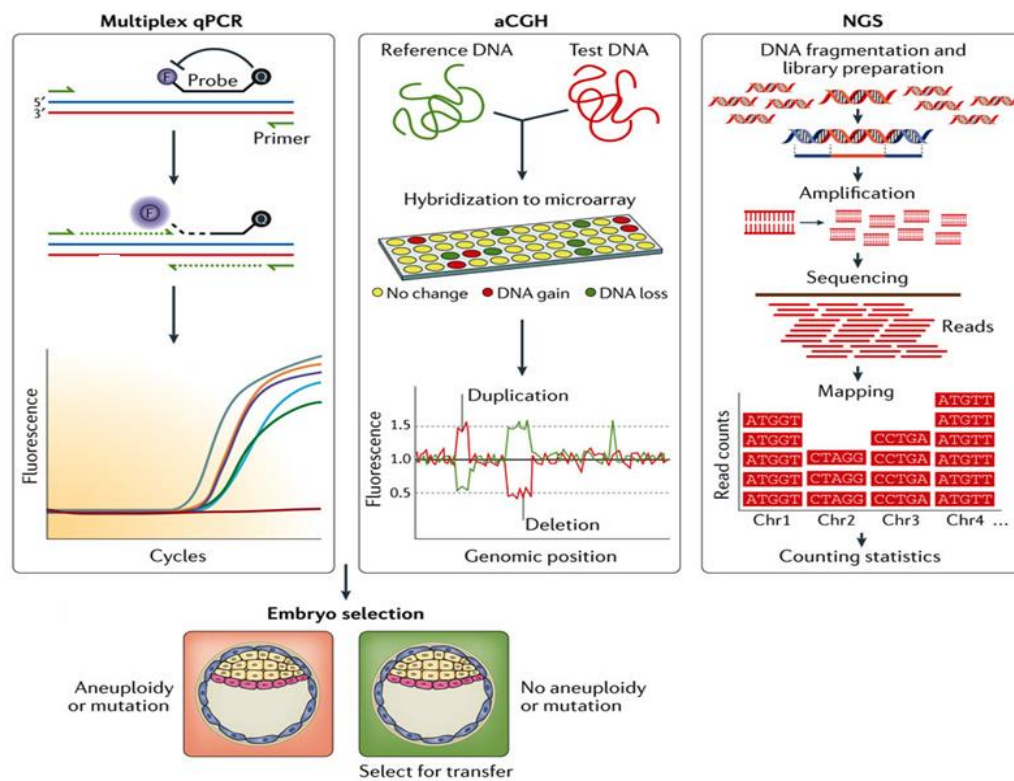 Multiplex qPCR
F
Probe
Q
5′
3′
Primer
F
Q
Fluorescence
Cycles
aCGH
Reference DNA
Test DNA
Hybridization to microarray
No change
DNA gain
DNA loss
Duplication
Fluorescence
1.5
1.0
0.5
Deletion
Genomic position
NGS
DNA fragmentation and
library preparation
Amplification
Sequencing
Reads
Mapping
Read counts
ATGTT
ATGGT ATGTT
ATGGT CCTGA ATGTT
ATGGT CTAGG CCTGA ATGTT
ATGGT CTAGG CCTGA ATGTT
ATGGT CTAGG CCTGA ATGTT
Chr1 Chr2 Chr3 Chr4 ...
Counting statistics
Embryo selection
Aneuploidy
or mutation
No aneuploidy
or mutation
Select for transfer